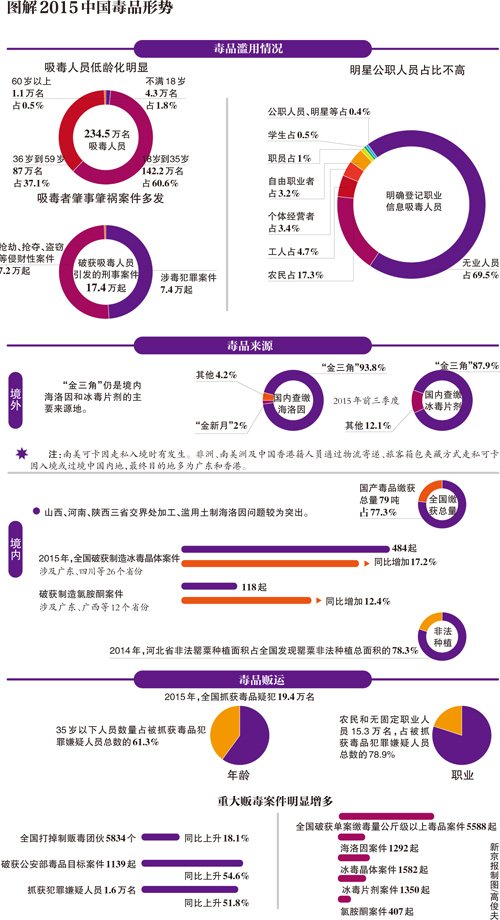 图解2015中国毒品形势
毒品滥用情况
吸毒人员低龄化明显
60岁以上
1.1万名
占0.5%
不满18岁
4.3万名
占1.8%
234.5万名
吸毒人员
36岁到59岁
87万名
占37.1%
18岁到35岁
142.2万名
占60.6%
吸毒者肇事肇祸案件多发
抢劫、抢夺、盗窃
等侵财性案件
7.2万起
破获吸毒人员
引发的刑事案件
17.4万起
涉毒犯罪案件
7.4万起
明星公职人员占比不高
公职人员、明星等占0.4%
学生占0.5%
职员占1%
自由职业者
占3.2%
个体经营者
占3.4%
工人占4.7%
农民占17.3%
明确登记职业
信息吸毒人员
无业人员
占69.5%
毒品来源
境外
“金三角”仍是境内
海洛因和冰毒片剂的主
要来源地。
其他4.2%
“金三角”93.8%
“金新月”2%
国内查缴
海洛因
2015年前三季度
“金三角”87.9%
国内查缴
冰毒片剂
其他12.1%
注：南美可卡因走私入境时有发生。非洲、南美洲及中国香港籍人员通过物流寄递、旅客箱包夹藏方式走私可卡
因入境或过境中国内地，最终目的地多为广东和香港。
境内
国产毒品缴获
总量79吨
占77.3%
全国缴
获总量
山西、河南、陕西三省交界处加工、滥用土制海洛因问题较为突出。
2015年，全国破获制造冰毒晶体案件
涉及广东、四川等26个省份
484起
同比增加17.2%
破获制造氯胺酮案件
涉及广东、广西等12个省份
118起
同比增加12.4%
非法
种植
2014年，河北省非法罂粟种植面积占全国发现罂粟非法种植总面积的78.3%
毒品贩运
2015年，全国抓获毒品疑犯19.4万名
35岁以下人员数量占被抓获毒品犯
罪嫌疑人员总数的61.3%
年龄
农民和无固定职业人
员15.3万名，占被抓
获毒品犯罪嫌疑人员
总数的78.9%
职业
重大贩毒案件明显增多
全国打掉制贩毒团伙5834个
同比上升18.1%
破获公安部毒品目标案件1139起
同比上升54.6%
抓获犯罪嫌疑人员1.6万名
同比上升51.8%
全国破获单案缴毒量公斤级以上毒品案件5588起
海洛因案件1292起
冰毒晶体案件1582起
冰毒片剂案件1350起
氯胺酮案件407起
新京报制图/高俊夫